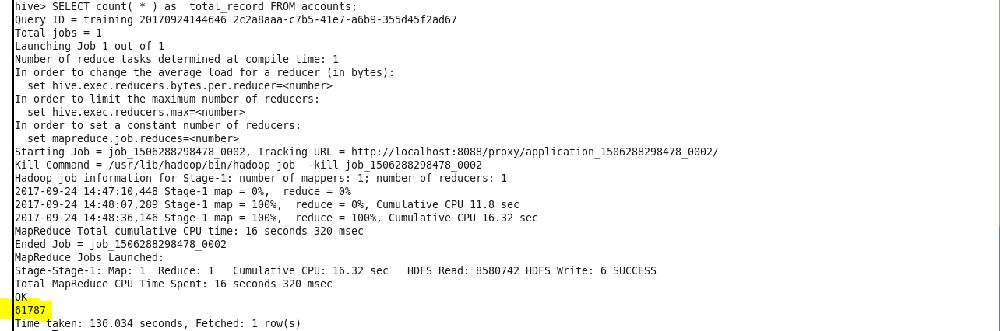 hive> SELECT count( * ) as  total_record FROM accounts;
Query ID = training_20170924144646_2c2a8aaa-c7b5-41e7-a6b9-355d45f2ad67
Total jobs = 1
Launching Job 1 out of 1
Number of reduce tasks determined at compile time: 1
In order to change the average load for a reducer (in bytes):
  set hive.exec.reducers.bytes.per.reducer=<number>
In order to limit the maximum number of reducers:
  set hive.exec.reducers.max=<number>
In order to set a constant number of reducers:
  set mapreduce.job.reduces=<number>
Starting Job = job_1506288298478_0002, Tracking URL = http://localhost:8088/proxy/application_1506288298478_0002/
Kill Command = /usr/lib/hadoop/bin/hadoop job  -kill job_1506288298478_0002
Hadoop job information for Stage-1: number of mappers: 1; number of reducers: 1
2017-09-24 14:47:10,448 Stage-1 map = 0%,  reduce = 0%
2017-09-24 14:48:07,289 Stage-1 map = 100%,  reduce = 0%, Cumulative CPU 11.8 sec
2017-09-24 14:48:36,146 Stage-1 map = 100%,  reduce = 100%, Cumulative CPU 16.32 sec
MapReduce Total cumulative CPU time: 16 seconds 320 msec
Ended Job = job_1506288298478_0002
MapReduce Jobs Launched:
Stage-Stage-1: Map: 1  Reduce: 1   Cumulative CPU: 16.32 sec   HDFS Read: 8580742 HDFS Write: 6 SUCCESS
Total MapReduce CPU Time Spent: 16 seconds 320 msec
OK
61787
Time taken: 136.034 seconds, Fetched: 1 row(s)